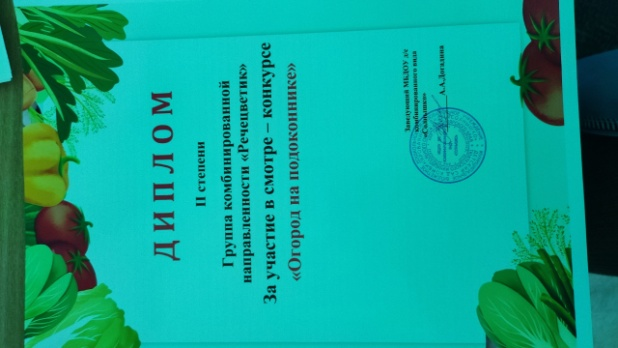 ДИПЛОМ
II степени
Группа комбинированной
направленности «Речецветик»
За участие в смотре – конкурсе
«Огород на подоконнике»
Заведующий МКДОУ д/с
комбинированного вида
«Солнышко»
А.А.Догадина